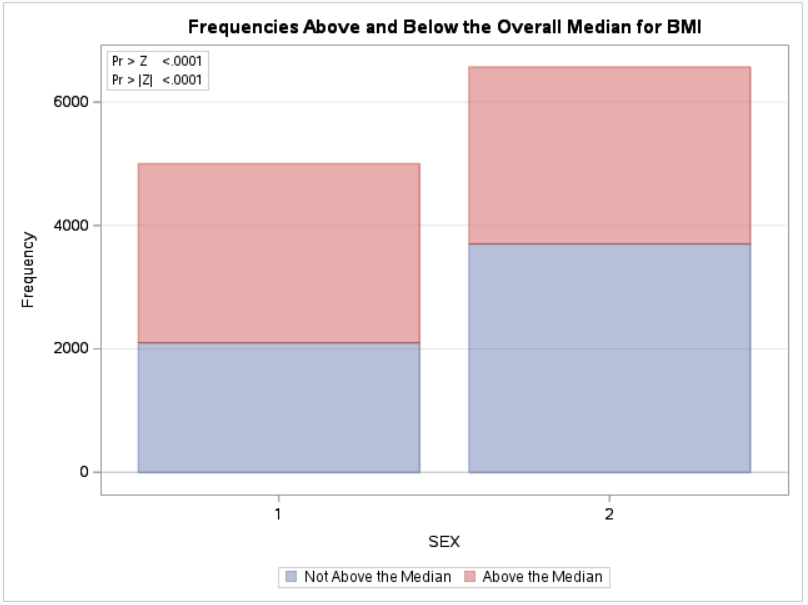 Frequencies Above and Below the Overall Median for BMI
Pr > Z <.0001
Pr > |Z| <.0001
6000
4000
2000
0
Frequency
1 2
SEX
Not Above the Median Above the Median